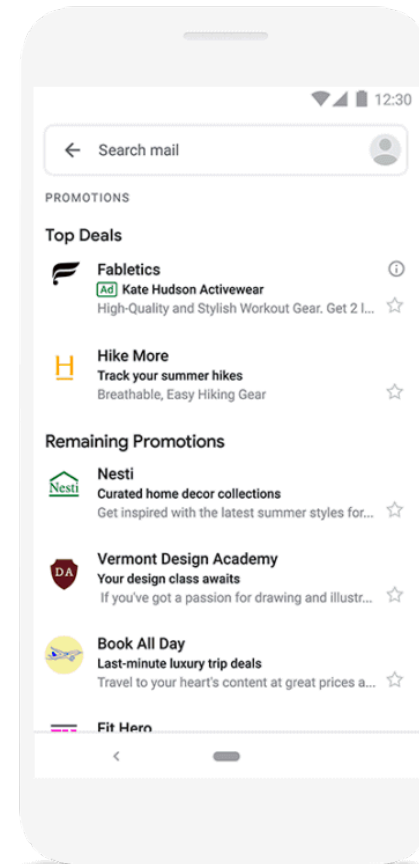 12:30
Search mail
PROMOTIONS
Top Deals
Fabletics
Ad Kate Hudson Activewear
High-Quality and Stylish Workout Gear. Get 2 l...
H
Hike More
Track your summer hikes
Breathable, Easy Hiking Gear
Remaining Promotions
Nesti
Nesti
Curated home decor collections
Get inspired with the latest summer styles for...
DA
Vermont Design Academy
Your design class awaits
If you've got a passion for drawing and illustr...
Book All Day
Last-minute luxury trip deals
Travel to your heart's content at great prices a...
Fit Hero